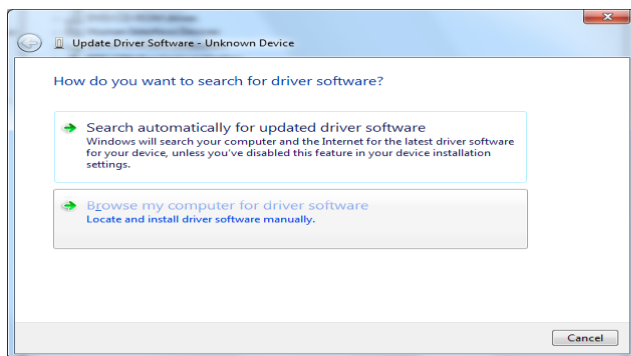 Update Driver Software - Unknown Device
How do you want to search for driver software?
Search automatically for updated driver software
Windows will search your computer and the Internet for the latest driver software
for your device, unless you've disabled this feature in your device installation
settings.
Browse my computer for driver software
Locate and install driver software manually.
Cancel